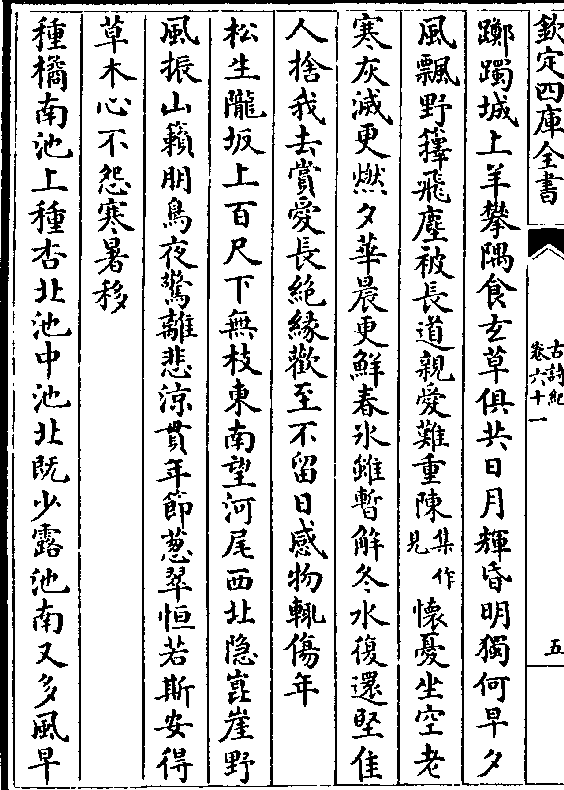 欽定四庫全書
古詩紀
卷六十一
五
躑躅城上羊攀隅食玄草俱共日月輝昏明獨何早夕
風飄野籜飛塵被長道親愛難重陳集作見懐憂坐空老
寒灰滅更燃夕華晨更鮮春氷雖暫解冬水復還堅佳
人捨我去賞愛長絶緣歡至不留日感物輒傷年
松生隴坂上百尺下無枝東南望河尾西北隐崑崖野
風振山籟朋鳥夜驚離悲涼貫年節葱翠恒若斯安得
草木心不怨寒暑移
種橘南池上種杏北池中池北既少露池南又多風早